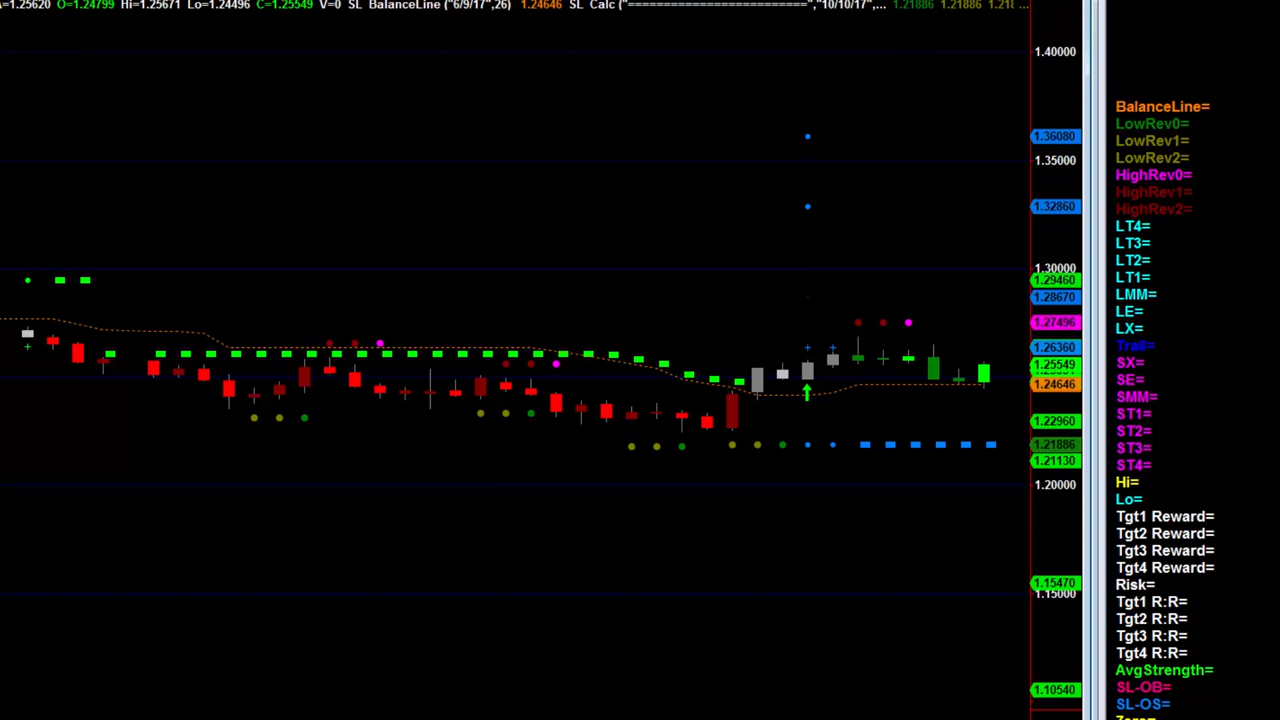 A=1.25620 O=1.24799 Hi=1.25671 Lo=1.24496 C=1.25549 V=0 SL BalanceLine ("6/9/17",26) 1.24646 SL Calc ("=========================","10/10/17",... 1.21886 1.21886 1.218 ...
1.40000
1.36080
1.35000
1.32860
1.30000
1.29460
1.28670
1.27496
1.26360
1.25549
1.24646
1.22960
1.21886
1.21130
1.20000
1.15470
1.15000
1.10540
BalanceLine=
LowRev0=
LowRev1=
LowRev2=
HighRev0=
HighRev1=
HighRev2=
LT4=
LT3=
LT2=
LT1=
LMM=
LE=
LX=
Trail=
SX=
SE=
SMM=
ST1=
ST2=
ST3=
ST4=
Hi=
Lo=
Tgt1 Reward=
Tgt2 Reward=
Tgt3 Reward=
Tgt4 Reward=
Risk=
Tgt1 R:R=
Tgt2 R:R=
Tgt3 R:R=
Tgt4 R:R=
AvgStrength=
SL-OB=
SL-OS=